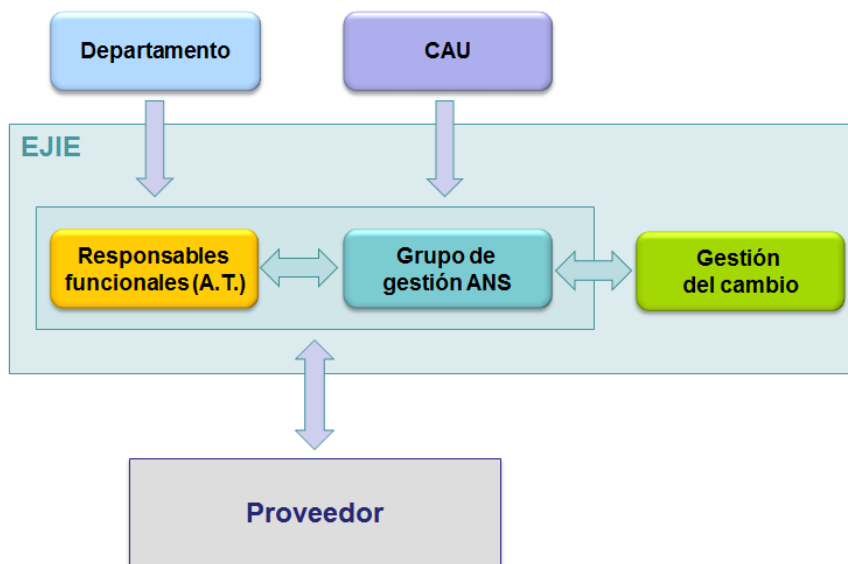 Departamento
CAU
EJIE
Responsables
funcionales (A.T.)
Grupo de
gestión ANS
Gestión
del cambio
Proveedor